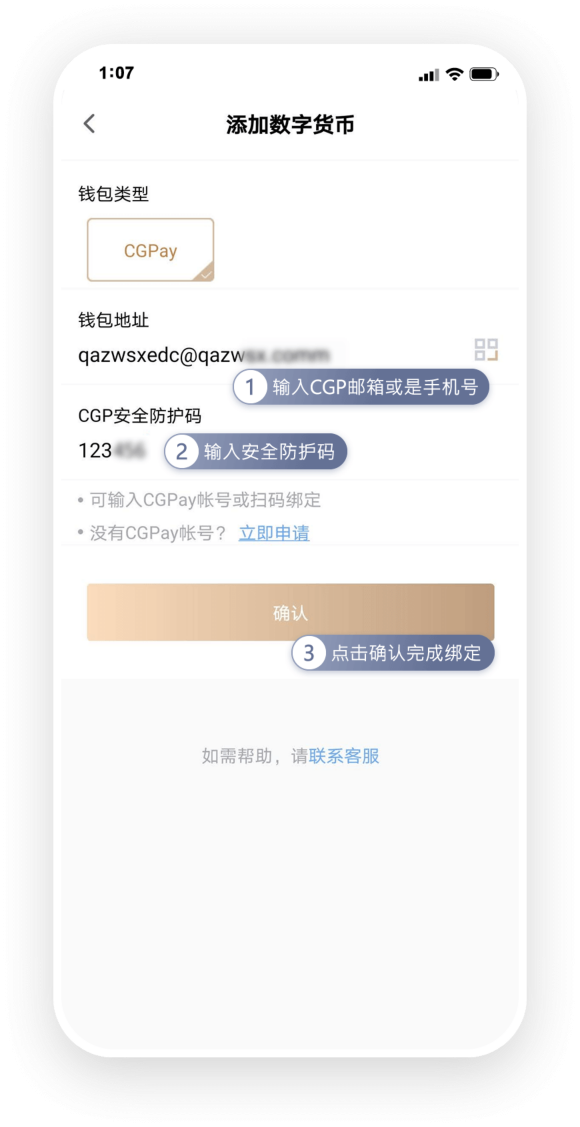 1:07
添加数字货币
钱包类型
CGPay
钱包地址
qazwsxedc@qazw
1 输入CGP邮箱或是手机号
CGP安全防护码
123
2 输入安全防护码
• 可输入CGPay帐号或扫码绑定
• 没有CGPay帐号？ 立即申请
确认
3 点击确认完成绑定
如需帮助，请联系客服